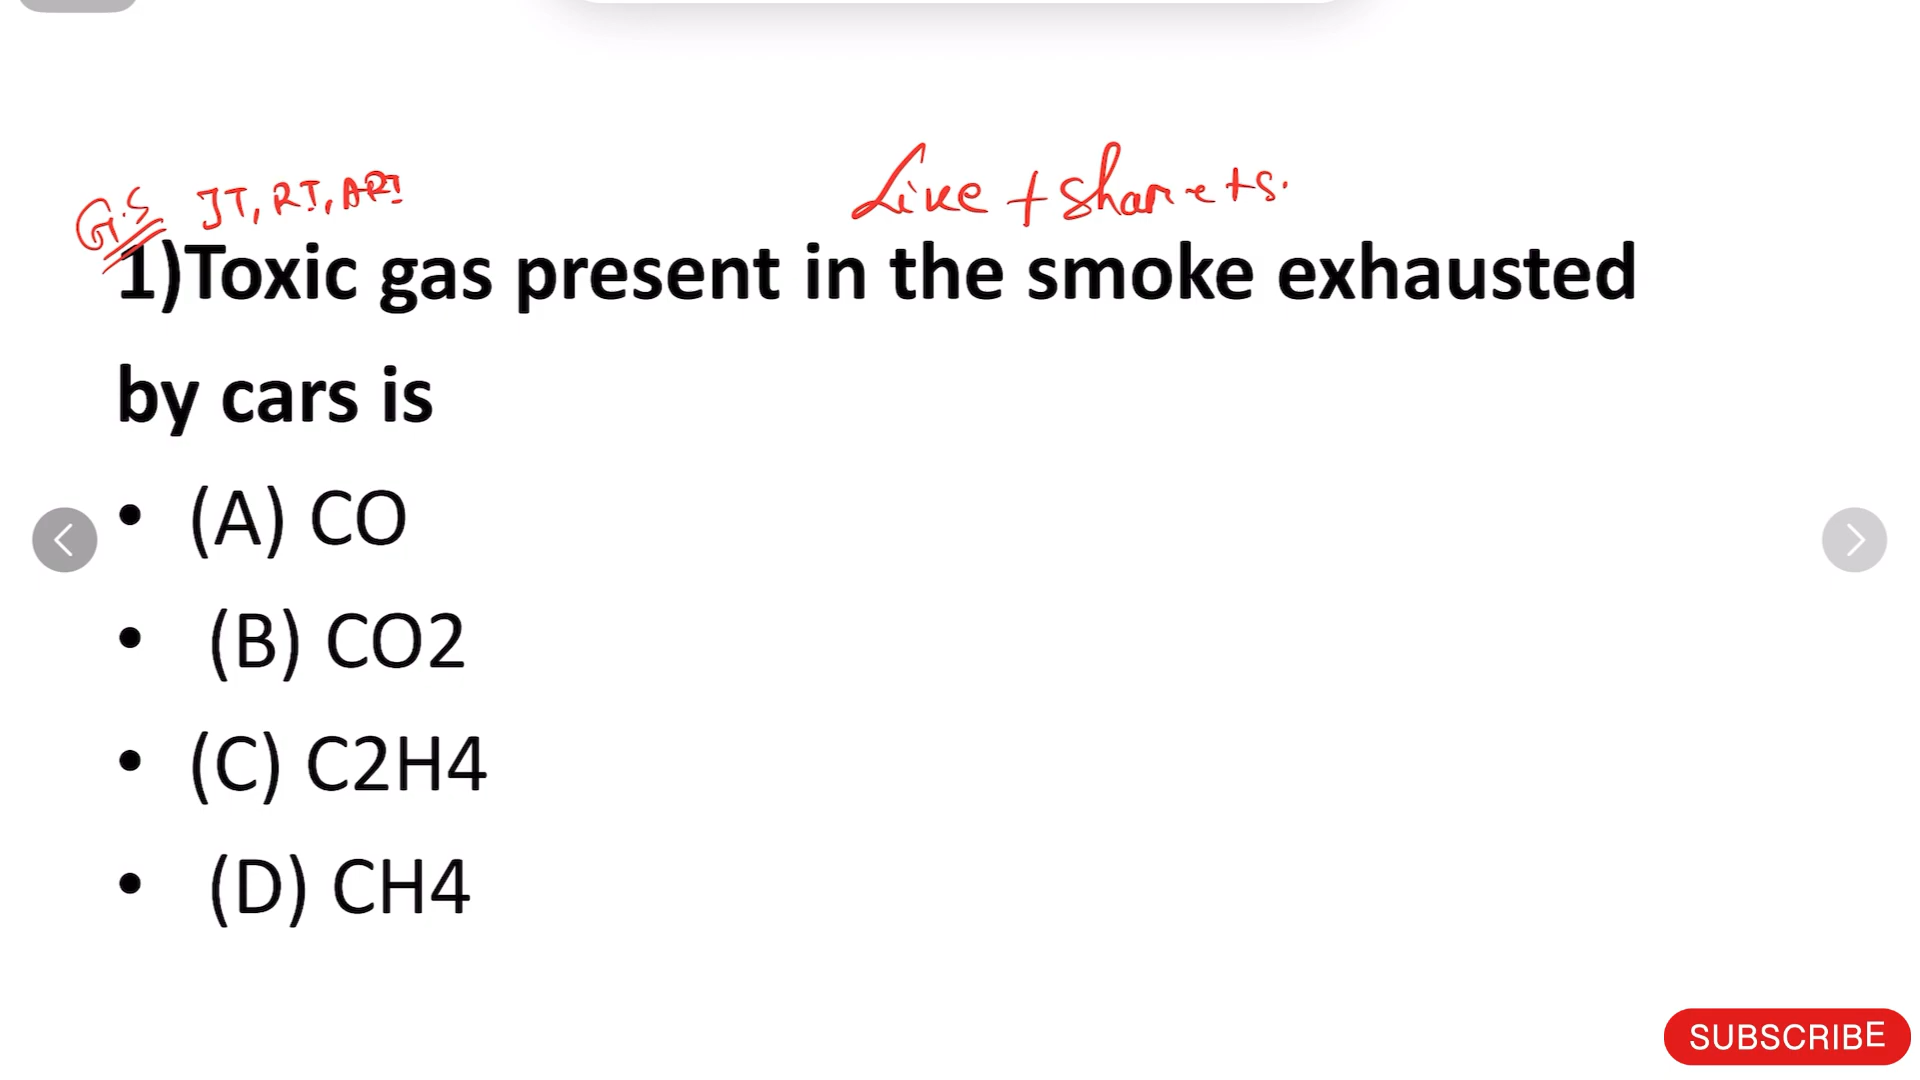 G.S JT, RT, ART
Like + share + s.
1)Toxic gas present in the smoke exhausted
by cars is
• (A) CO
• (B) CO2
• (C) C2H4
• (D) CH4
SUBSCRIBE